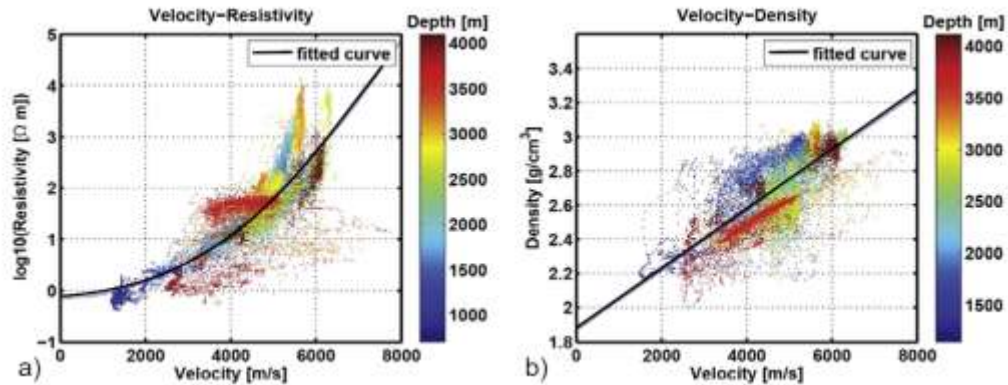 Velocity−Resistivity
Depth [m]
fitted curve
log10(Resistivity [Ω m])
5
4
3
2
1
0
−1
0 2000 4000 6000 8000
Velocity [m/s]
4000
3500
3000
2500
2000
1500
1000
a)
Velocity−Density
Depth [m]
fitted curve
Density [g/cm³]
3.4
3.2
3
2.8
2.6
2.4
2.2
2
1.8
0 2000 4000 6000 8000
Velocity [m/s]
4000
3500
3000
2500
2000
1500
b)